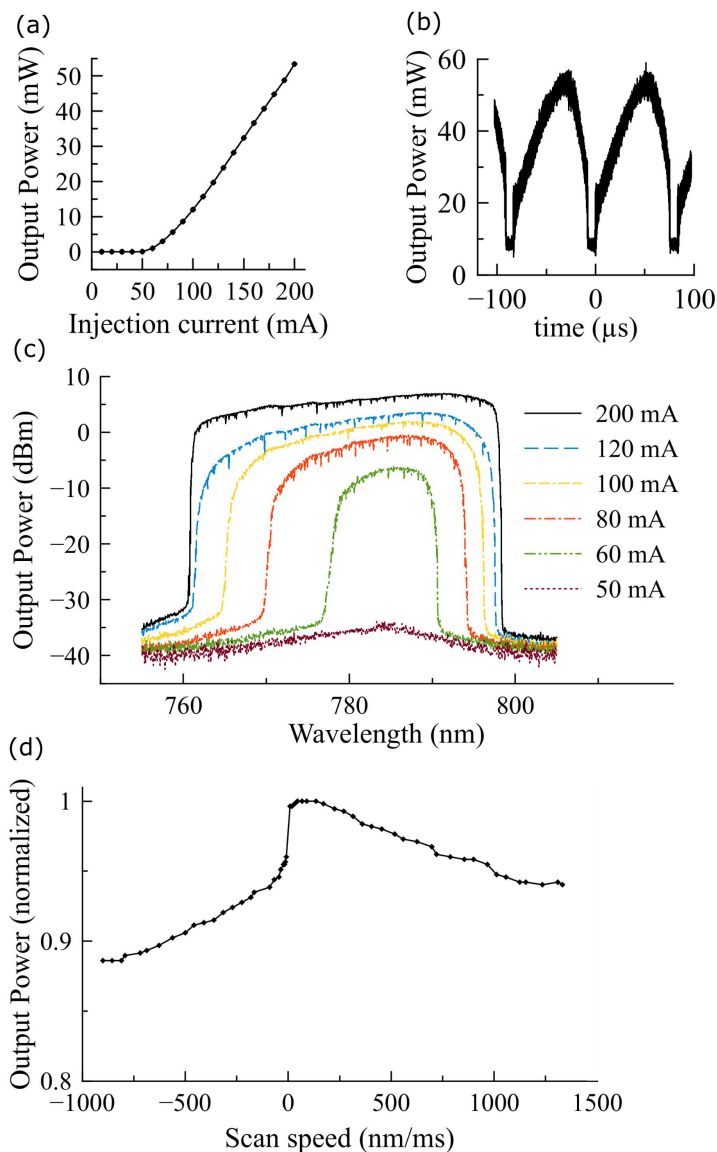 (a)
Output Power (mW)
50
40
30
20
10
0
0 50 100 150 200
Injection current (mA)
(b)
Output Power (mW)
60
40
20
0
−100 0 100
time (µs)
(c)
Output Power (dBm)
10
0
−10
−20
−30
−40
760 780 800
Wavelength (nm)
200 mA
120 mA
100 mA
80 mA
60 mA
50 mA
(d)
Output Power (normalized)
1
0.9
0.8
−1000 −500 0 500 1000 1500
Scan speed (nm/ms)